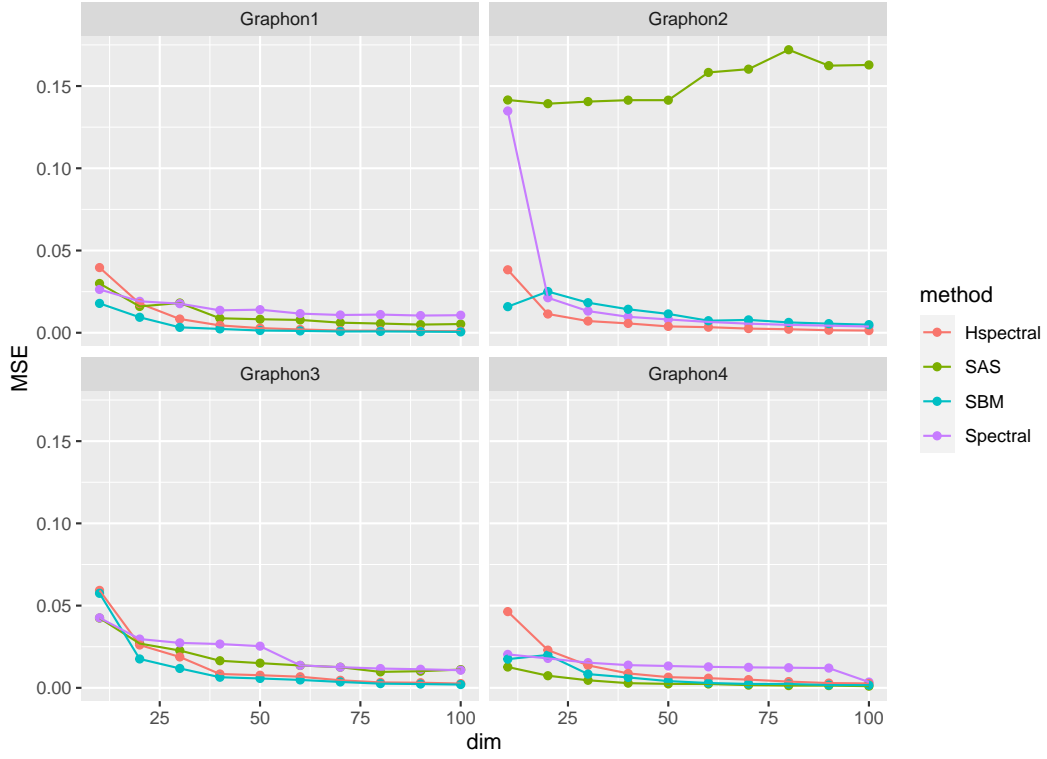 Graphon1
Graphon2
0.15
0.10
0.05
0.00
Graphon3
Graphon4
0.15
0.10
0.05
0.00
25
50
75
100
25
50
75
100
dim
MSE
method
Hspectral
SAS
SBM
Spectral